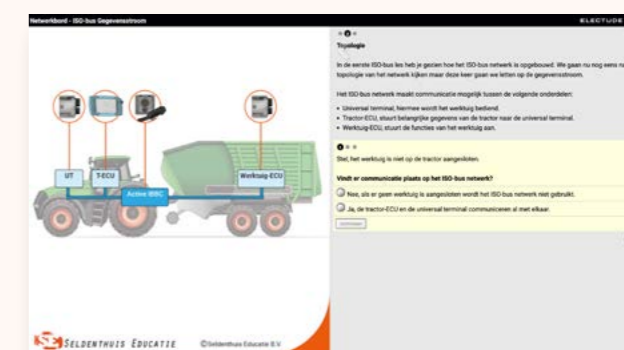 Netwerkbord - ISO-bus Gegevensstroom
ELECTUDE
Topologie
In de eerste ISO-bus les heb je gezien hoe het ISO-bus netwerk is opgebouwd. We gaan nu nog eens na
topologie van het netwerk kijken maar deze keer gaan we letten op de gegevensstroom.
Het ISO-bus netwerk maakt communicatie mogelijk tussen de volgende onderdelen:
• Universal terminal, hiermee wordt het werktuig bediend.
• Tractor-ECU, stuurt belangrijke gegevens van de tractor naar de universal terminal.
• Werktuig-ECU, stuurt de functies van het werktuig aan.
Stel, het werktuig is niet op de tractor aangesloten.
Vindt er communicatie plaats op het ISO-bus netwerk?
Nee, als er geen werktuig is aangesloten wordt het ISO-bus netwerk niet gebruikt.
Ja, de tractor-ECU en de universal terminal communiceren al met elkaar.
UT
T-ECU
Werktuig-ECU
Active IBBC
SE SELDENTHUIS EDUCATIE
©Seldenthuis Educatie B.V.